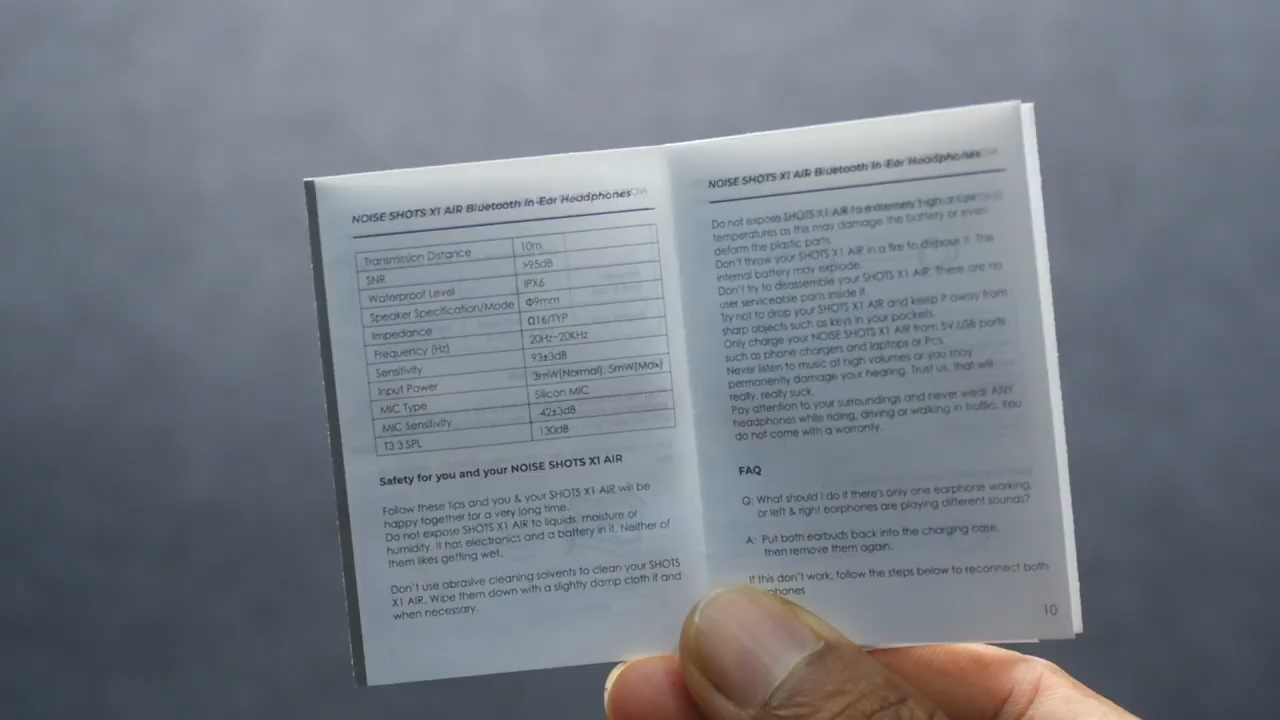 NOISE SHOTS X1 AIR Bluetooth In-Ear Headphones
Transmission Distance 10m
SNR >95dB
Waterproof Level IPX6
Speaker Specification/Mode Φ9mm
Impedance Ω16/TYP
Frequency (Hz) 20Hz~20KHz
Sensitivity 93±3dB
Input Power 3mW(Normal), 5mW(Max)
MIC Type Silicon MIC
MIC Sensitivity -42±3dB
T3 3 SPL 130dB
Safety for you and your NOISE SHOTS X1 AIR
Follow these tips and you & your SHOTS X1 AIR will be
happy together for a very long time.
Do not expose SHOTS X1 AIR to liquids, moisture or
humidity. It has electronics and a battery in it. Neither of
them likes getting wet.
Don't use abrasive cleaning solvents to clean your SHOTS
X1 AIR. Wipe them down with a slightly damp cloth if and
when necessary.
NOISE SHOTS X1 AIR Bluetooth In-Ear Headphones
Do not expose SHOTS X1 AIR to extremely high or low
temperatures as this may damage the battery or even
deform the plastic parts.
Don't throw your SHOTS X1 AIR in a fire to dispose it. The
internal battery may explode.
Don't try to disassemble your SHOTS X1 AIR. There are no
user serviceable parts inside it.
Try not to drop your SHOTS X1 AIR and keep it away from
sharp objects such as keys in your pockets.
Only charge your NOISE SHOTS X1 AIR from 5V USB ports
such as phone chargers and laptops or Pcs.
Never listen to music at high volumes or you may
permanently damage your hearing. Trust us, that will
really, really suck.
Pay attention to your surroundings and never wear ANY
headphones while riding, driving or walking in traffic. You
do not come with a warranty.
FAQ
Q: What should I do if there's only one earphone working,
or left & right earphones are playing different sounds?
A: Put both earbuds back into the charging case,
then remove them again.
If this don't work, follow the steps below to reconnect both
10